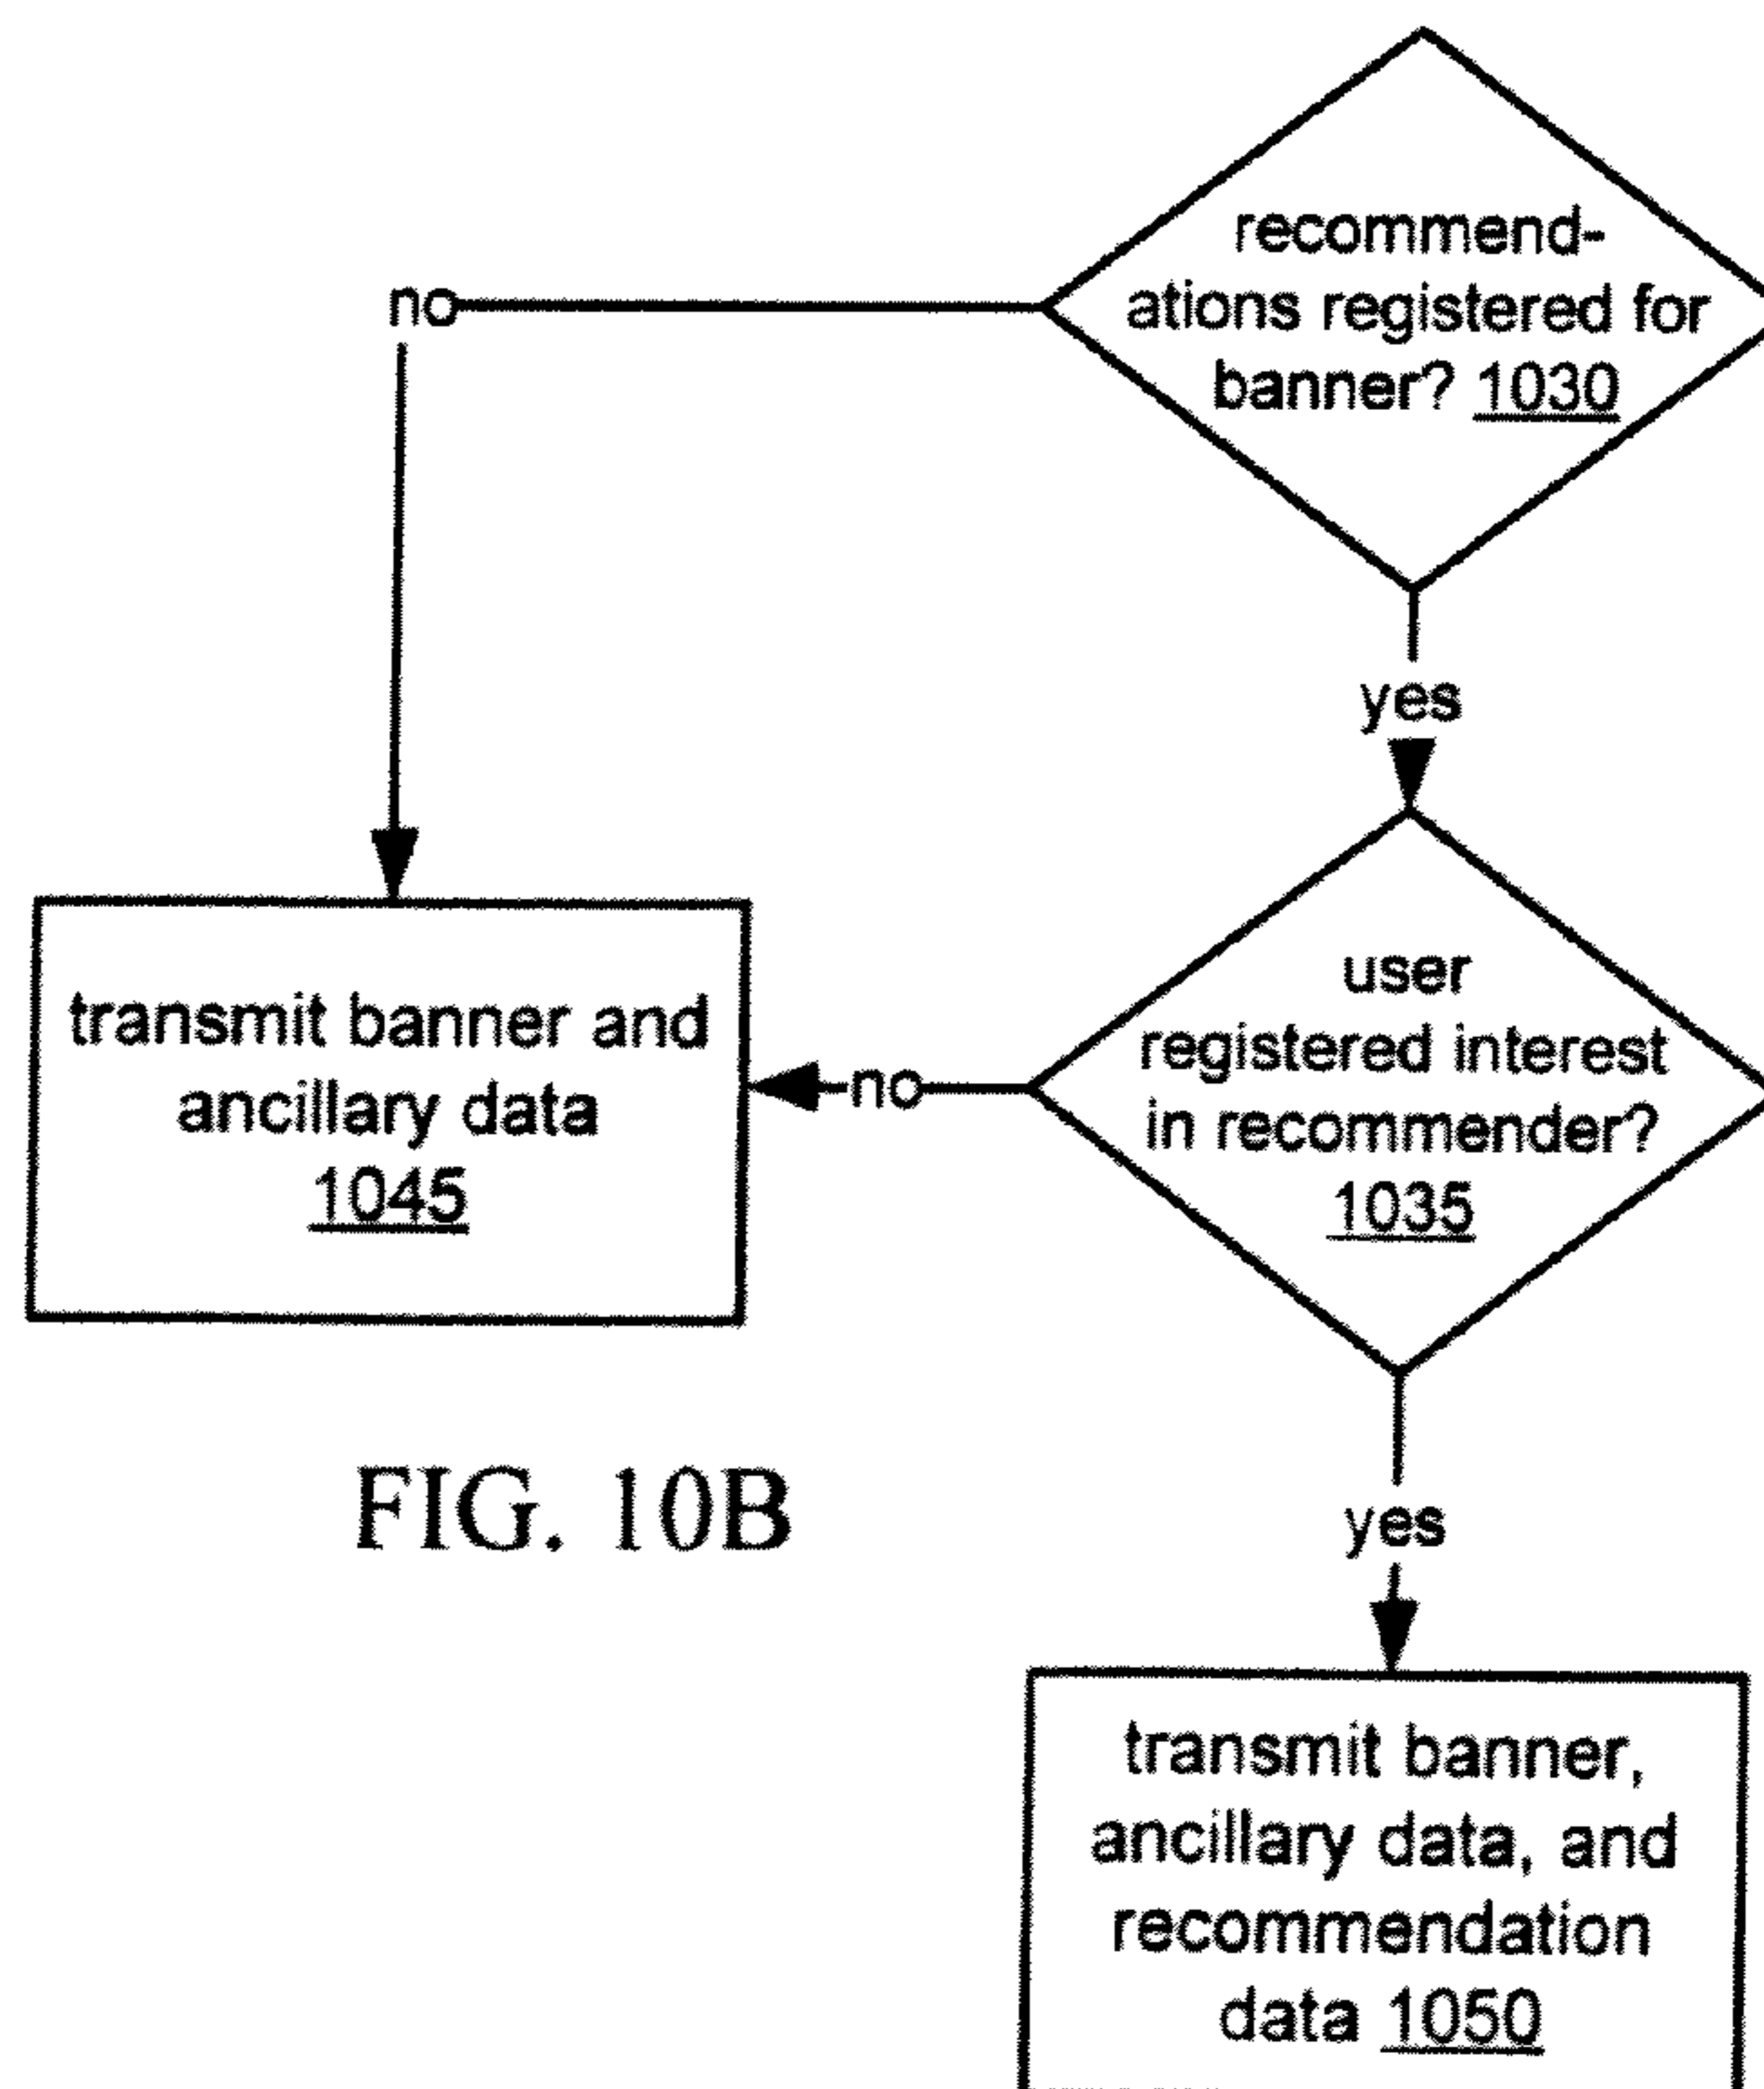 recommend-
ations registered for
banner? 1030
no
yes
user
registered interest
in recommender?
1035
no
transmit banner and
ancillary data
1045
yes
FIG. 10B
transmit banner,
ancillary data, and
recommendation
data 1050